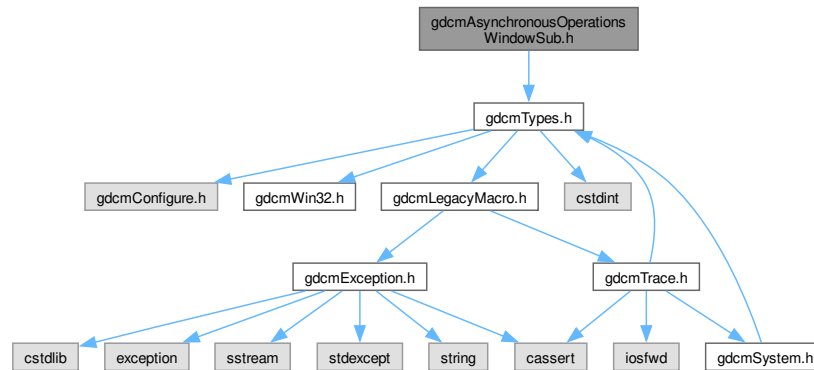 gdcmAsynchronousOperations
WindowSub.h
gdcmTypes.h
gdcmConfigure.h
gdcmWin32.h
gdcmLegacyMacro.h
cstdint
gdcmException.h
gdcmTrace.h
cstdlib
exception
sstream
stdexcept
string
cassert
iosfwd
gdcmSystem.h